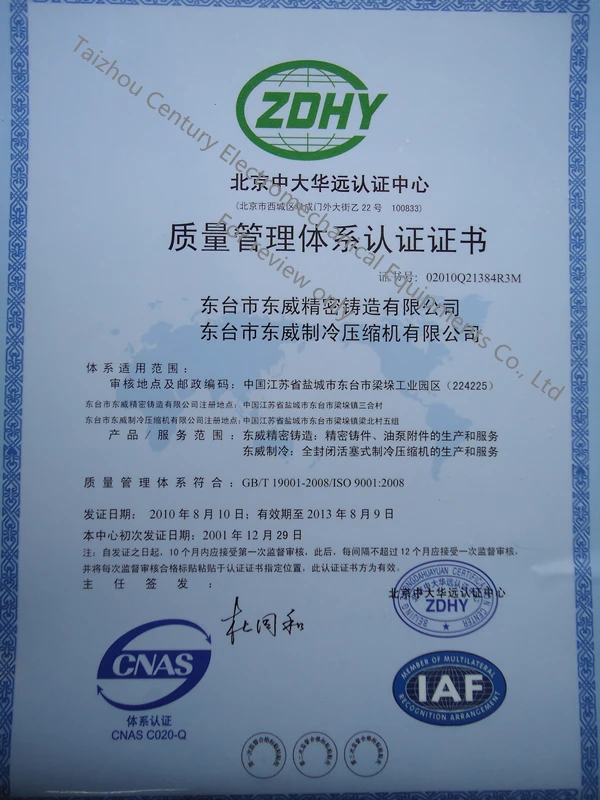 ZDHY
北京中大华远认证中心
(北京市西城区阜成门外大街乙22号 100833)
质量管理体系认证证书
证书号: 02010Q21384R3M
东台市东威精密铸造有限公司
东台市东威制冷压缩机有限公司
体系适用范围:
审核地点及邮政编码: 中国江苏省盐城市东台市梁垛工业园区 (224225)
东台市东威精密铸造有限公司注册地点: 中国江苏省盐城市东台市梁垛镇三合村
东台市东威制冷压缩机有限公司注册地点: 中国江苏省盐城市东台市梁垛镇梁北村五组
产品/服务范围: 东威精密铸造: 精密铸件、油泵附件的生产和服务
东威制冷: 全封闭活塞式制冷压缩机的生产和服务
质量管理体系符合: GB/T 19001-2008/ISO 9001:2008
发证日期: 2010年8月10日; 有效期至 2013年8月9日
本中心初次发证日期: 2001年12月29日
注: 自发证之日起, 10个月内应接受第一次监督审核, 此后, 每间隔不超过12个月应接受一次监督审核,
并将每次监督审核合格标贴粘贴于认证证书指定位置, 此认证证书方为有效。
主任签发:
杜同和
北京中大华远认证中心
ZDHY
CNAS
体系认证
CNAS C020-Q
MEMBER OF MULTILATERAL
IAF
RECOGNITION ARRANGEMENT
Taizhou Century Electromechanical Equipments Co., Ltd
For review only